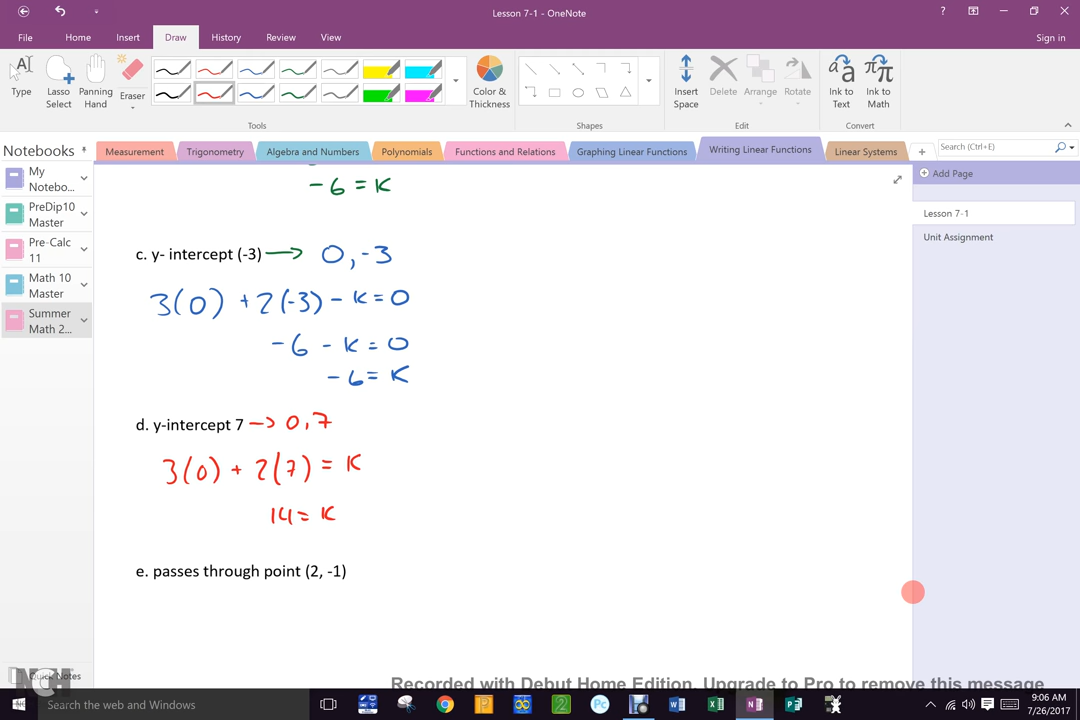 Lesson 7-1 - OneNote
?
File Home Insert Draw History Review View
Sign in
Type Lasso Select Panning Hand Eraser
Color & Thickness
Insert Space Delete Arrange Rotate
Ink to Text Ink to Math
Tools Shapes Edit Convert
Notebooks
Measurement Trigonometry Algebra and Numbers Polynomials Functions and Relations Graphing Linear Functions Writing Linear Functions Linear Systems +
Search (Ctrl+E)
My Notebo...
PreDip10 Master
Pre-Calc 11
Math 10 Master
Summer Math 2...
Quick Notes
Add Page
Lesson 7-1
Unit Assignment
-6 = K
c. y- intercept (-3) → 0, -3
3(0) + 2(-3) - K = 0
-6 - K = 0
-6 = K
d. y-intercept 7 → 0, 7
3(0) + 2(7) = K
14 = K
e. passes through point (2, -1)
NCH
Recorded with Debut Home Edition. Upgrade to Pro to remove this message
Search the web and Windows
9:06 AM
7/26/2017